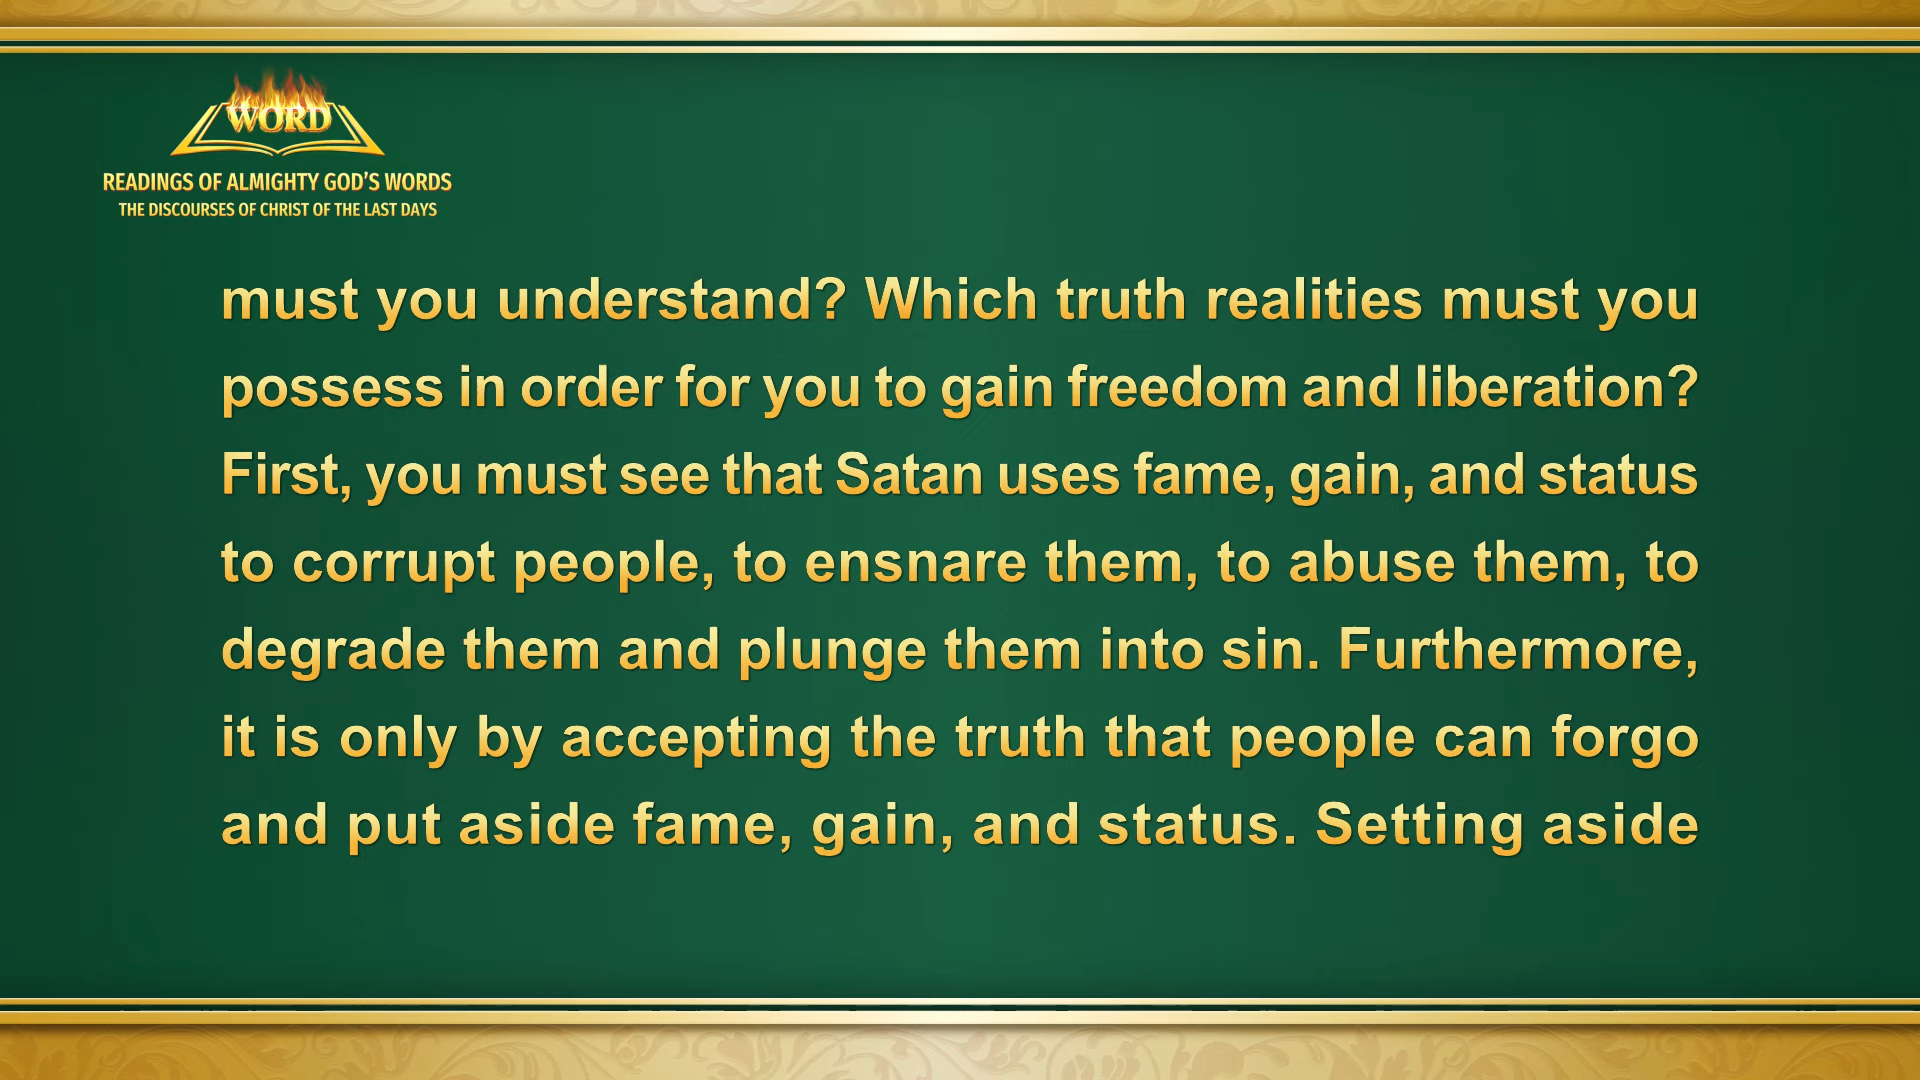 WORD
READINGS OF ALMIGHTY GOD’S WORDS
THE DISCOURSES OF CHRIST OF THE LAST DAYS
must you understand? Which truth realities must you
possess in order for you to gain freedom and liberation?
First, you must see that Satan uses fame, gain, and status
to corrupt people, to ensnare them, to abuse them, to
degrade them and plunge them into sin. Furthermore,
it is only by accepting the truth that people can forgo
and put aside fame, gain, and status. Setting aside